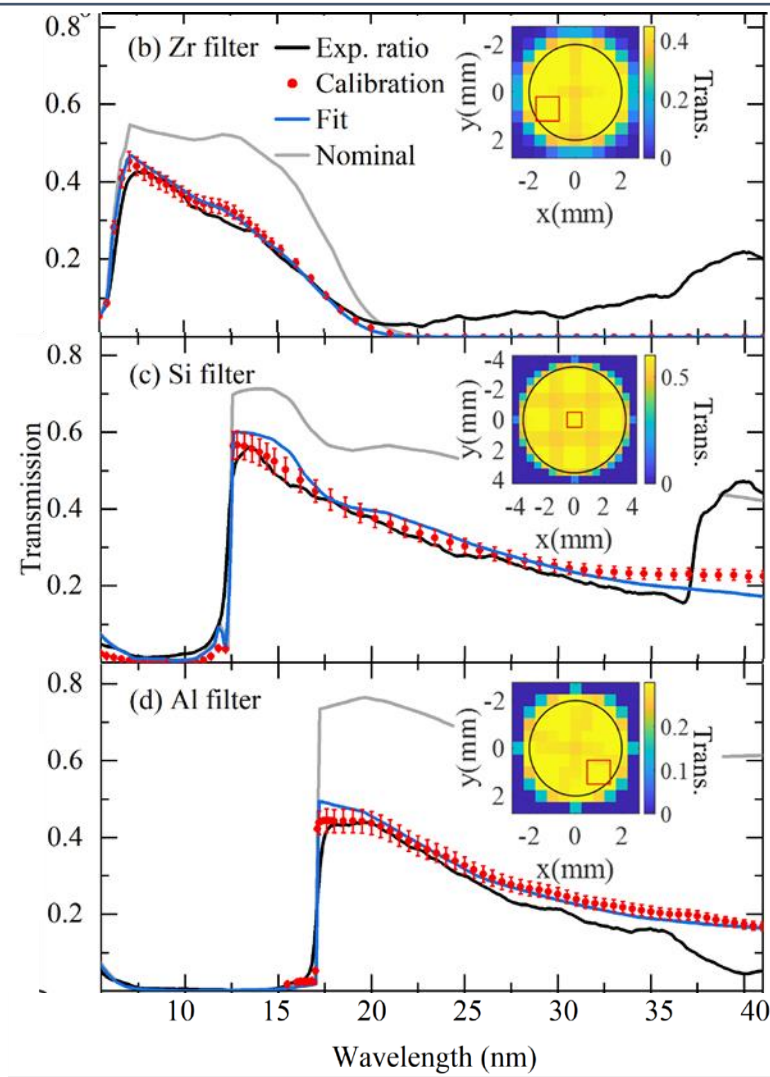 0.8
(b) Zr filter
Exp. ratio
Calibration
Fit
Nominal
0.6
0.4
0.2
-2
0
2
y(mm)
-2 0 2
x(mm)
0.4
0.2
0
Trans.
0.8
(c) Si filter
0.6
0.4
0.2
-4
-2
0
2
4
y(mm)
-4 -2 0 2 4
x(mm)
0.5
0
Trans.
Transmission
0.8
(d) Al filter
0.6
0.4
0.2
-2
0
2
y(mm)
-2 0 2
x(mm)
0.2
0.1
0
Trans.
10 15 20 25 30 35 40
Wavelength (nm)